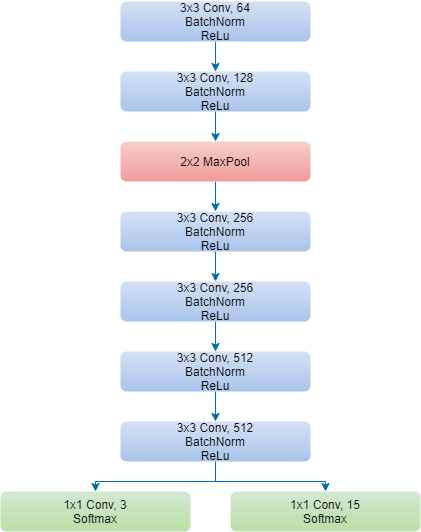 3x3 Conv, 64
BatchNorm
ReLu
3x3 Conv, 128
BatchNorm
ReLu
2x2 MaxPool
3x3 Conv, 256
BatchNorm
ReLu
3x3 Conv, 256
BatchNorm
ReLu
3x3 Conv, 512
BatchNorm
ReLu
3x3 Conv, 512
BatchNorm
ReLu
1x1 Conv, 3
Softmax
1x1 Conv, 15
Softmax